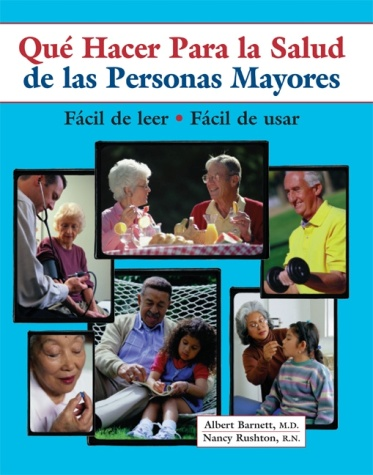 Qué Hacer Para la Salud
de las Personas Mayores
Fácil de leer • Fácil de usar
Albert Barnett, M.D.
Nancy Rushton, R.N.